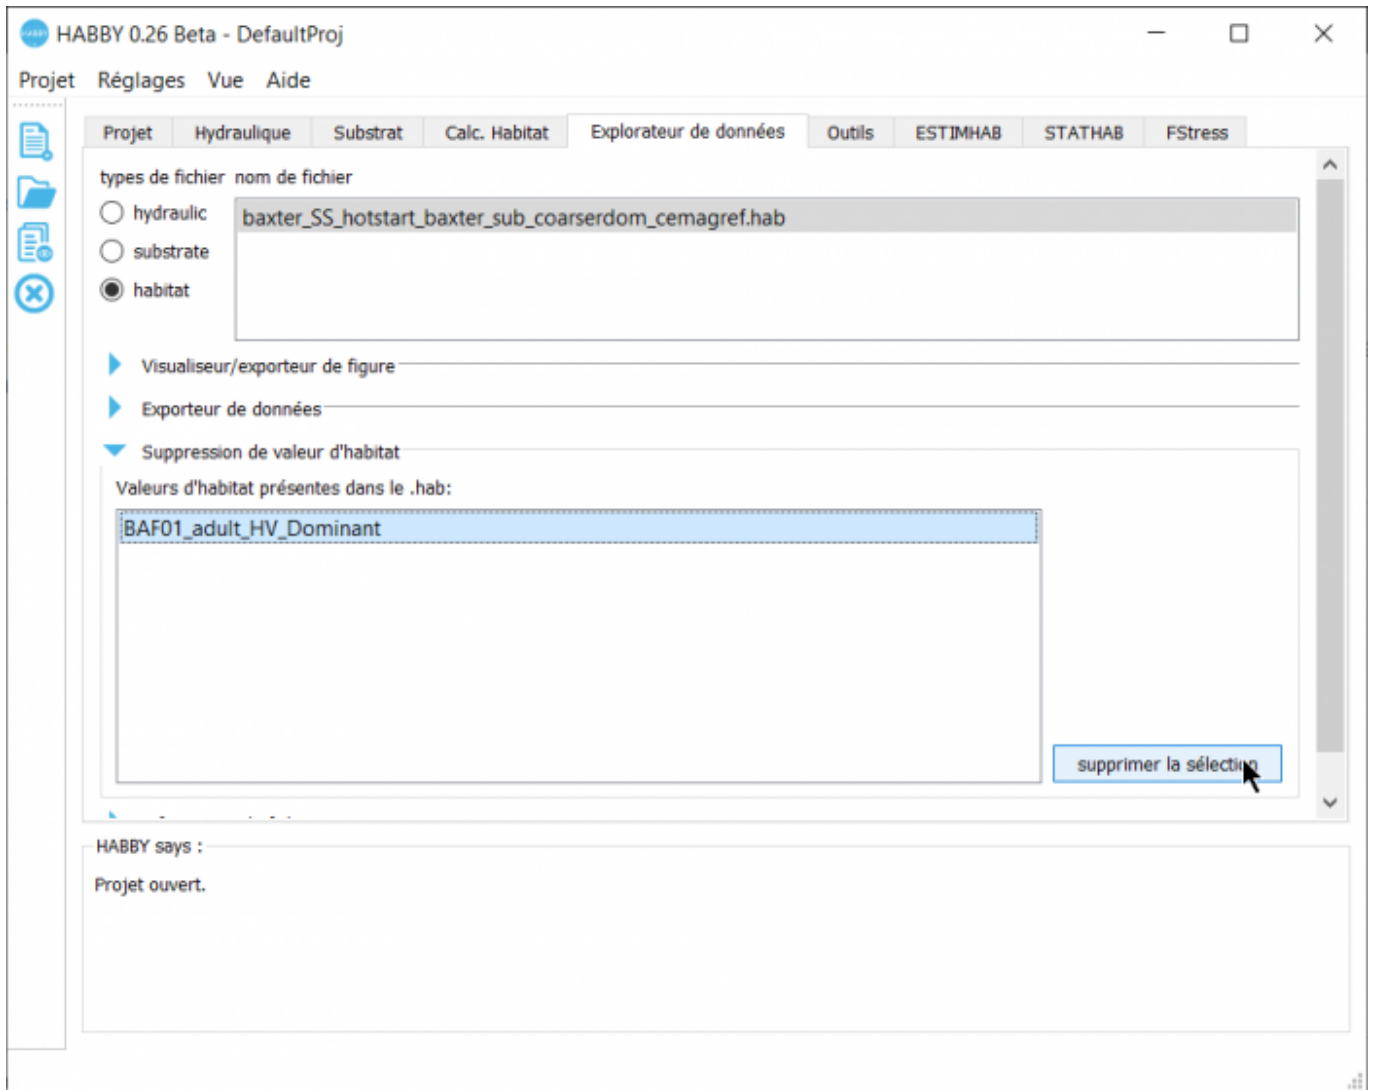 HABBY 0.26 Beta - DefaultProj
Projet Réglages Vue Aide
Projet Hydraulique Substrat Calc. Habitat Explorateur de données Outils ESTIMHAB STATHAB FStress
types de fichier nom de fichier
hydraulic
baxter_SS_hotstart_baxter_sub_coarserdom_cemagref.hab
substrate
habitat
Visualiseur/exporteur de figure
Exporteur de données
Suppression de valeur d'habitat
Valeurs d'habitat présentes dans le .hab:
BAF01_adult_HV_Dominant
supprimer la sélection
HABBY says :
Projet ouvert.